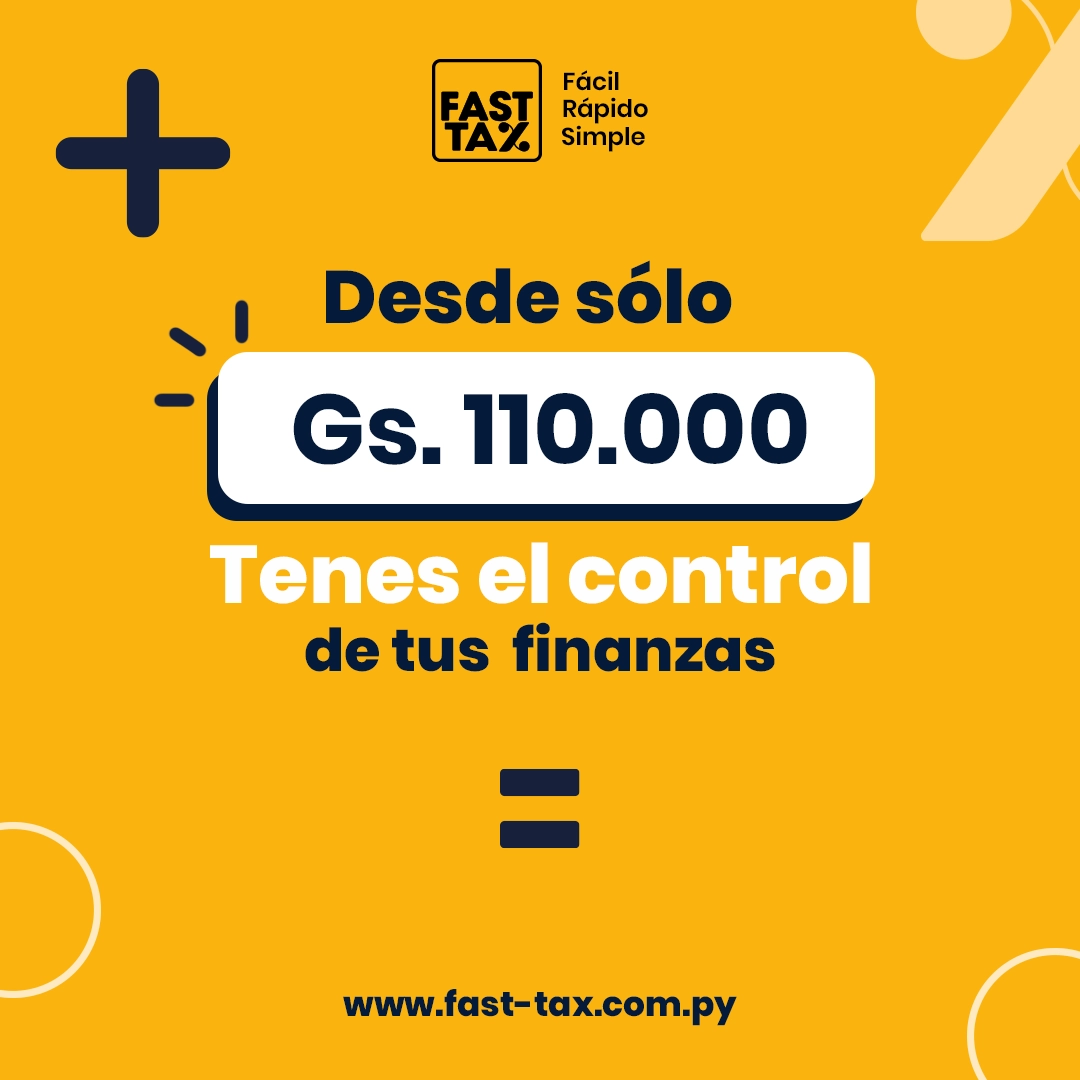 FAST
TAX
Fácil
Rápido
Simple
Desde sólo
Gs. 110.000
Tenes el control
de tus finanzas
www.fast-tax.com.py